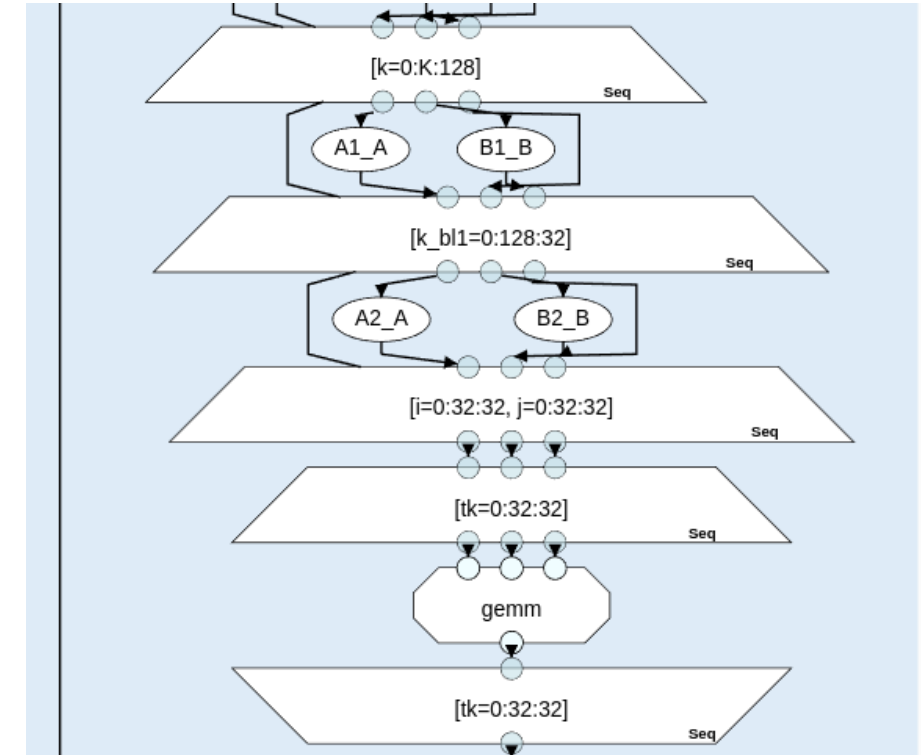 [k=0:K:128]
Seq
A1_A
B1_B
[k_bl1=0:128:32]
Seq
A2_A
B2_B
[i=0:32:32, j=0:32:32]
Seq
[tk=0:32:32]
Seq
gemm
[tk=0:32:32]
Seq